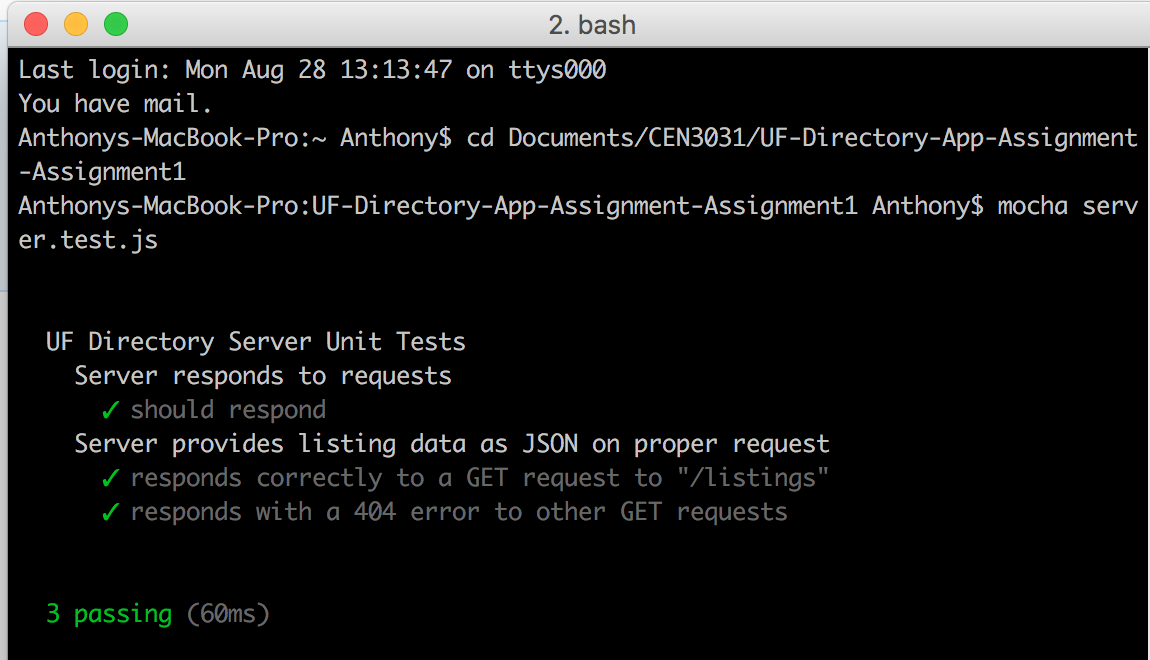 2. bash
Last login: Mon Aug 28 13:13:47 on ttys000
You have mail.
Anthonys-MacBook-Pro:~ Anthony$ cd Documents/CEN3031/UF-Directory-App-Assignment
-Assignment1
Anthonys-MacBook-Pro:UF-Directory-App-Assignment-Assignment1 Anthony$ mocha serv
er.test.js
UF Directory Server Unit Tests
Server responds to requests
✓ should respond
Server provides listing data as JSON on proper request
✓ responds correctly to a GET request to "/listings"
✓ responds with a 404 error to other GET requests
3 passing (60ms)